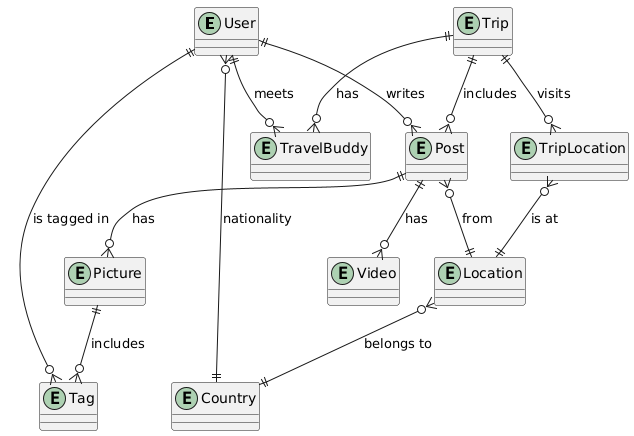 E User
E Trip
meets
writes
has
includes
visits
E TravelBuddy
E Post
E TripLocation
is tagged in
has
nationality
has
from
is at
E Picture
E Video
E Location
includes
belongs to
E Tag
E Country